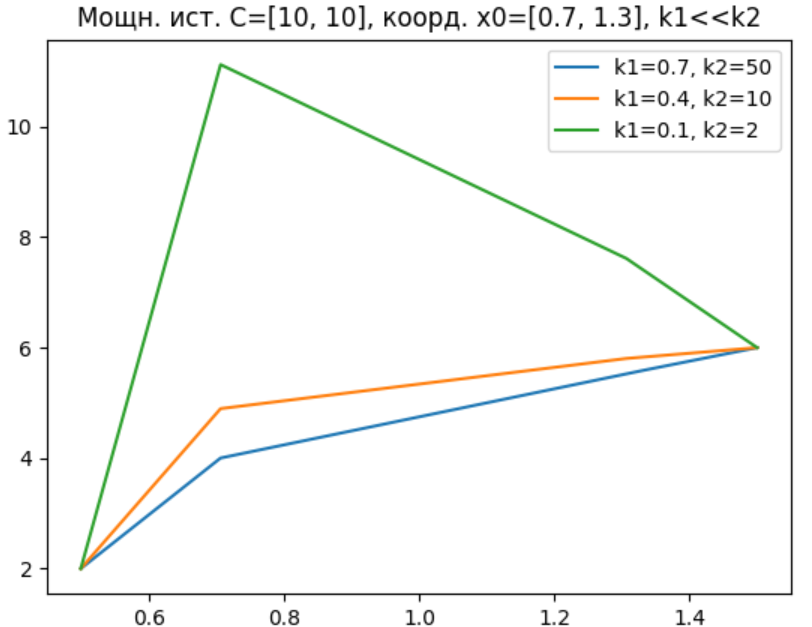 Мощн. ист. C=[10, 10], коорд. x0=[0.7, 1.3], k1<<k2
k1=0.7, k2=50
k1=0.4, k2=10
k1=0.1, k2=2
10
8
6
4
2
0.6 0.8 1.0 1.2 1.4